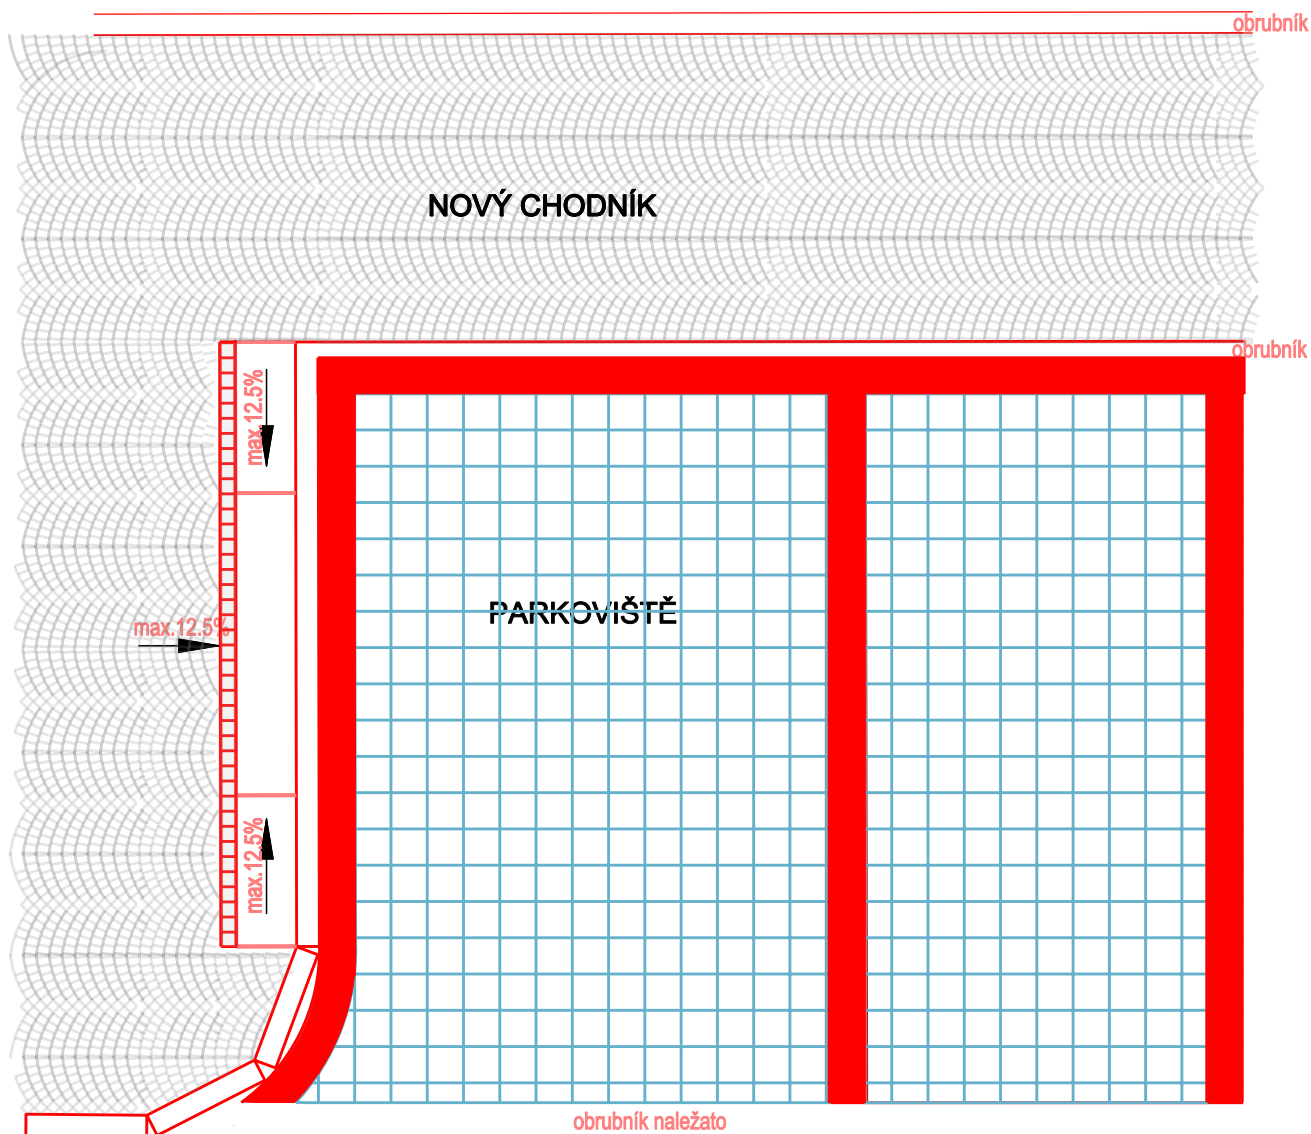 obrubník
NOVÝ CHODNÍK
obrubník
max.12.5%
PARKOVIŠTĚ
max.12.5%
max.12.5%
obrubník naležato